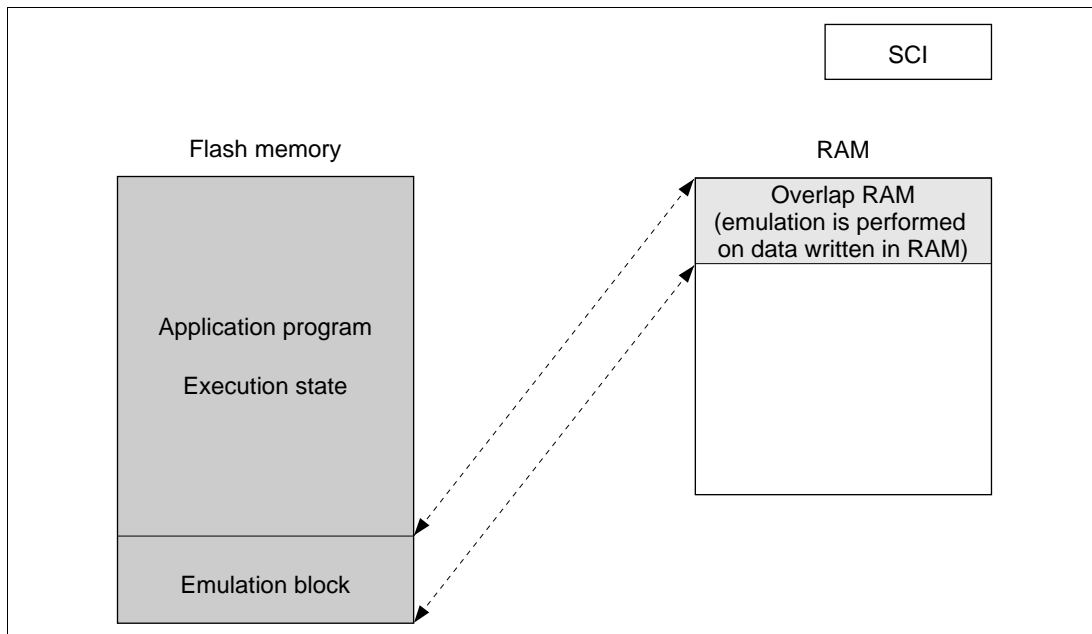 SCI
Flash memory
RAM
Overlap RAM
(emulation is performed
on data written in RAM)
Application program
Execution state
Emulation block